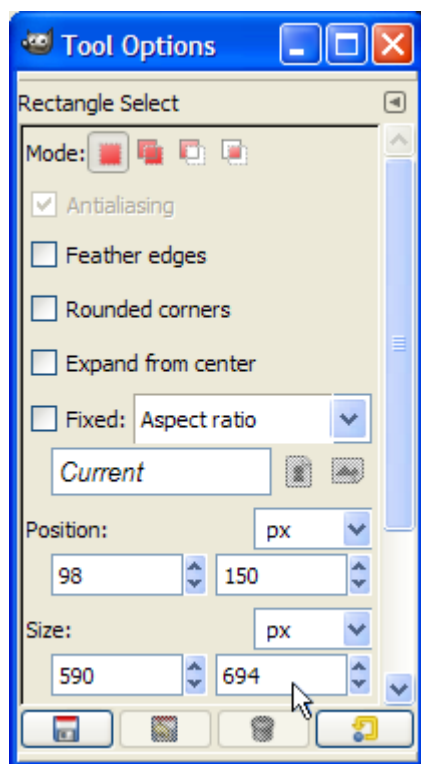 Tool Options
Rectangle Select
Mode:
Antialiasing
Feather edges
Rounded corners
Expand from center
Fixed: Aspect ratio
Current
Position: px
98 150
Size: px
590 694